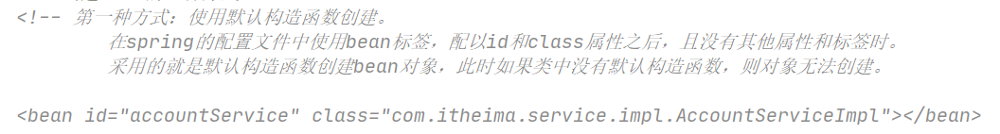 <!-- 第一种方式：使用默认构造函数创建。
在spring的配置文件中使用bean标签，配以id和class属性之后，且没有其他属性和标签时。
采用的就是默认构造函数创建bean对象，此时如果类中没有默认构造函数，则对象无法创建。
<bean id="accountService" class="com.itheima.service.impl.AccountServiceImpl"></bean>